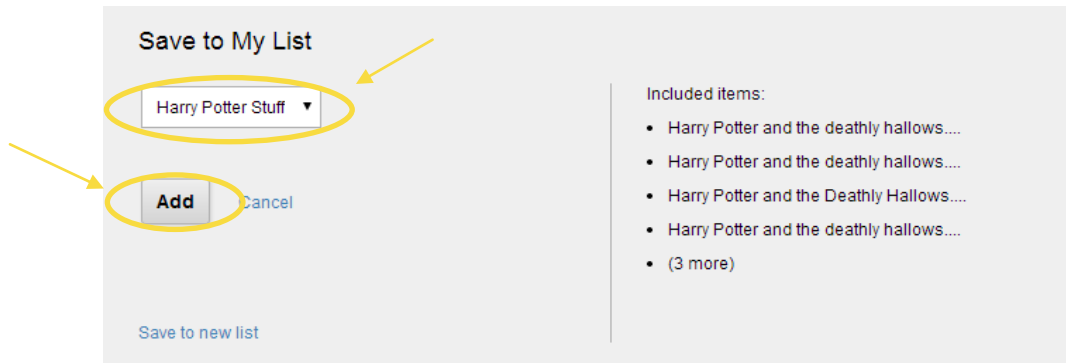 Save to My List
Harry Potter Stuff
Add Cancel
Save to new list
Included items:
• Harry Potter and the deathly hallows....
• Harry Potter and the deathly hallows....
• Harry Potter and the Deathly Hallows....
• Harry Potter and the deathly hallows....
• (3 more)